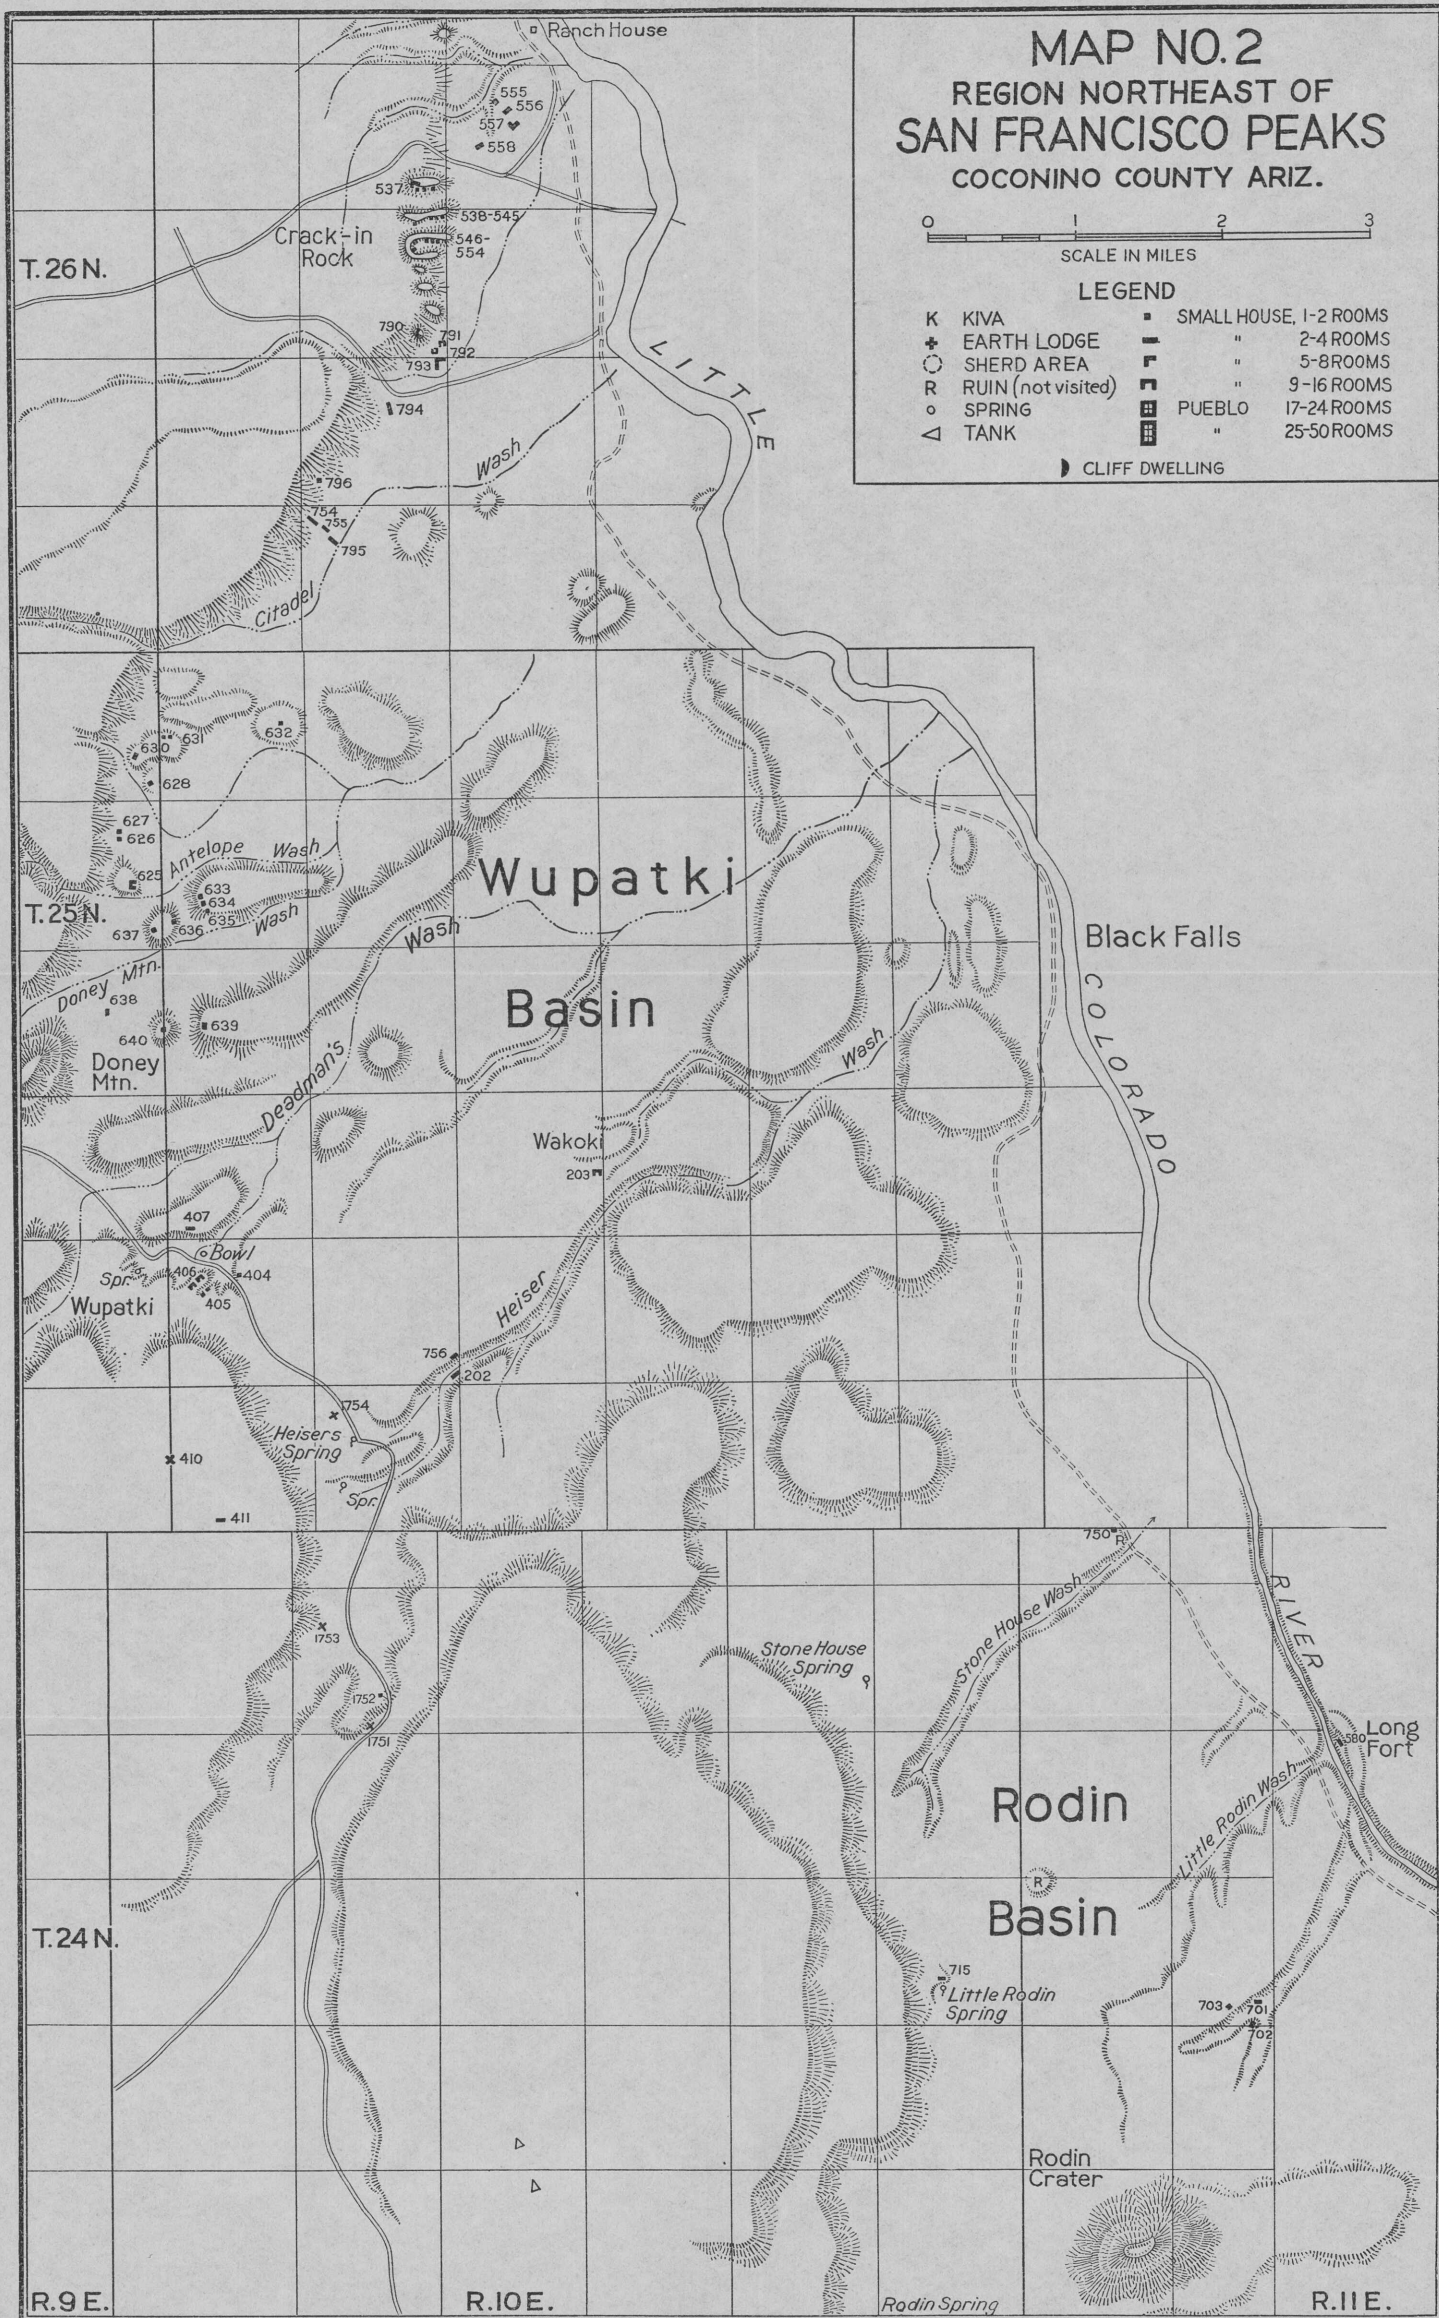 MAP NO. 2
REGION NORTHEAST OF
SAN FRANCISCO PEAKS
COCONINO COUNTY ARIZ.
0 1 2 3
SCALE IN MILES
LEGEND
K KIVA
EARTH LODGE
SHERD AREA
R RUIN (not visited)
SPRING
TANK
SMALL HOUSE, 1-2 ROOMS
" 2-4 ROOMS
" 5-8 ROOMS
" 9-16 ROOMS
PUEBLO 17-24 ROOMS
" 25-50 ROOMS
CLIFF DWELLING
Ranch House
555
556
557
558
537
538-545
Crack-in
Rock
546-
554
T. 26 N.
790
791
792
793
794
LITTLE
Wash
796
754
755
795
Citadel
631
632
630
628
627
626
Antelope Wash
625
633
634
635
636
637
Wash
T. 25 N.
Wupatki
Wash
Black Falls
Doney Mtn.
638
639
640
Basin
Doney
Mtn.
COLORADO
Deadman's
Wash
Wakoki
203
407
Bowl
Spr.
406
404
405
Wupatki
Heiser
756
202
1754
Heisers
Spring
410
Spr.
411
750
R
Stone House Wash
RIVER
1753
Stone House
Spring
1752
1751
580
Long
Fort
Rodin
Little Rodin Wash
R
Basin
T. 24 N.
715
Little Rodin
Spring
703
701
702
Rodin
Crater
R. 9 E.
R. 10 E.
Rodin Spring
R. 11 E.